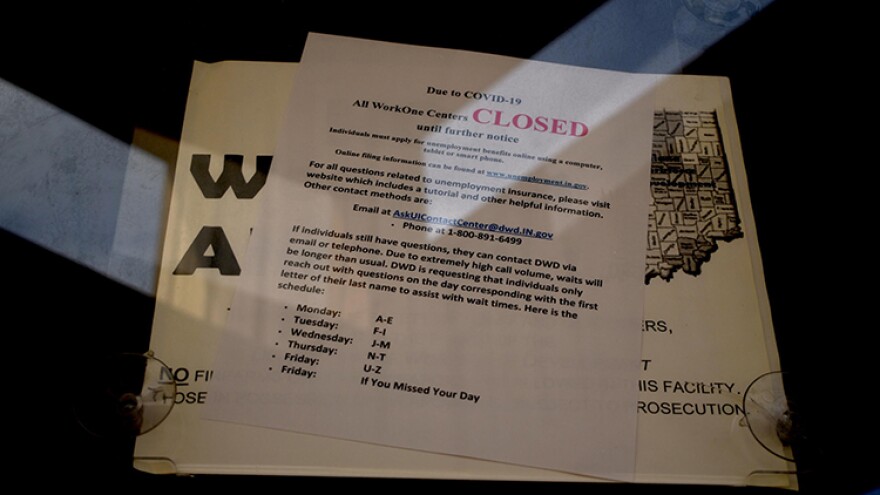 Due to COVID-19
All WorkOne Centers CLOSED
until further notice
Individuals must apply for unemployment benefits online using a computer,
tablet or smart phone.
Online filing information can be found at www.unemployment.in.gov.
For all questions related to unemployment insurance, please visit
website which includes a tutorial and other helpful information.
Other contact methods are:
Email at AskUIContactCenter@dwd.IN.gov
• Phone at 1-800-891-6499
If individuals still have questions, they can contact DWD via
email or telephone. Due to extremely high call volume, waits will
be longer than usual. DWD is requesting that individuals only
reach out with questions on the day corresponding with the first
letter of their last name to assist with wait times. Here is the
schedule:
• Monday: A-E
• Tuesday: F-I
• Wednesday: J-M
• Thursday: N-T
• Friday: U-Z
• Friday: If You Missed Your Day
W
A
ERS,
NO FI
T
HIS FACILITY.
OSE IN
ROSECUTION